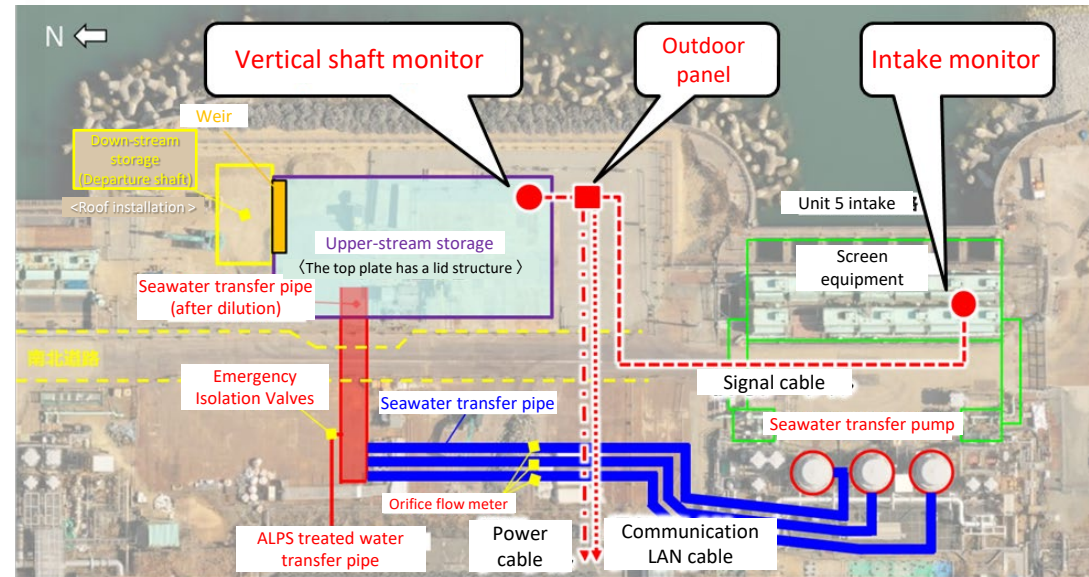 N
Vertical shaft monitor
Outdoor
panel
Intake monitor
Weir
Down-stream
storage
(Departure shaft)
<Roof installation >
Unit 5 intake
Upper-stream storage
〈The top plate has a lid structure 〉
Screen
equipment
Seawater transfer pipe
(after dilution)
南北道路
Emergency
Isolation Valves
Signal cable
Seawater transfer pipe
Seawater transfer pump
Orifice flow meter
ALPS treated water
transfer pipe
Power
cable
Communication
LAN cable